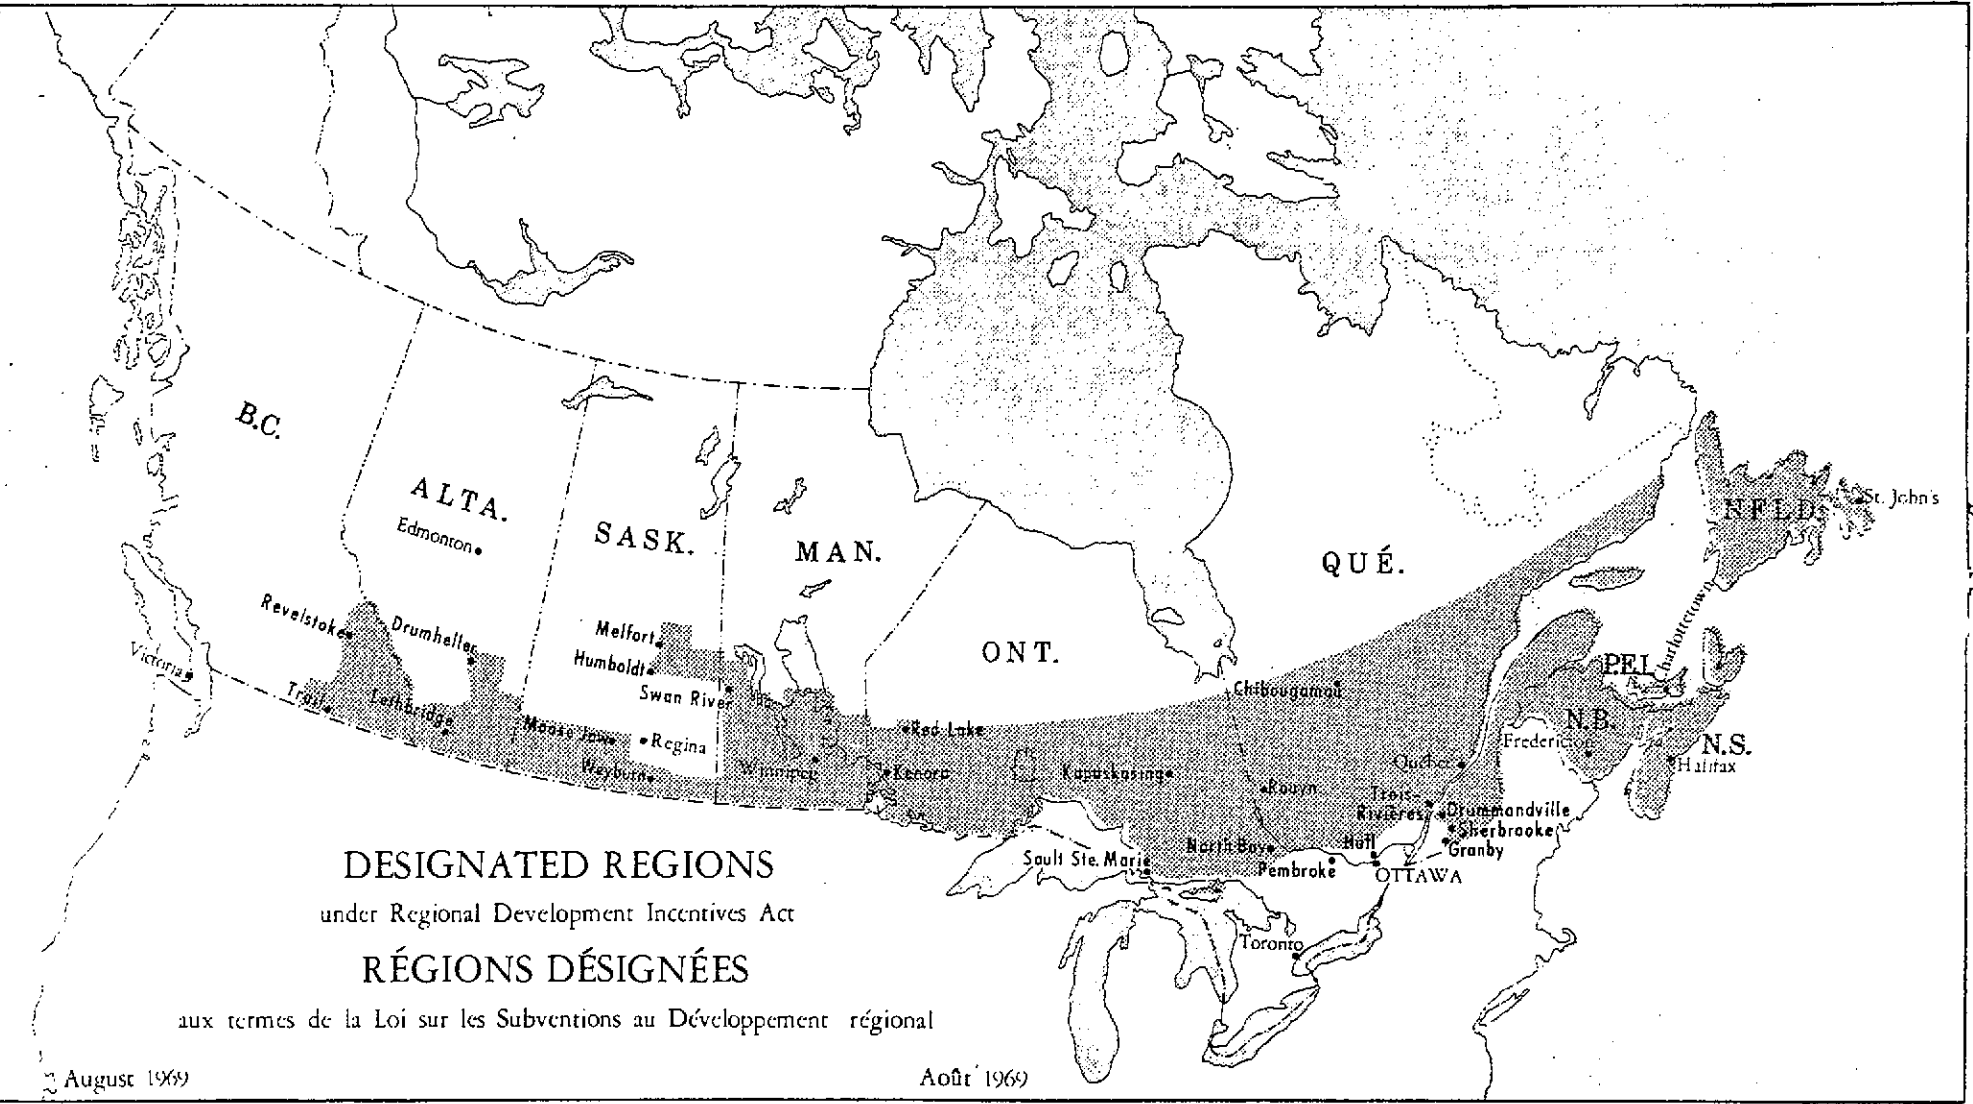 B.C.
ALTA.
Edmonton
SASK.
MAN.
ONT.
QUÉ.
NFLD.
St. John's
Revelstoke
Drumheller
Melfort
Humboldt
Swan River
Victoria
Trail
Lethbridge
Moose Jaw
Regina
Weyburn
Winnipeg
Red Lake
Kenora
Kapuskasing
Chibougamou
Rouyn
Québec
Trois-
Rivières
Drummondville
Sherbrooke
Granby
Hull
North Bay
Pembroke
OTTAWA
Sault Ste. Marie
Toronto
P.E.I.
Charlottetown
N.B.
Fredericton
N.S.
Halifax
DESIGNATED REGIONS
under Regional Development Incentives Act
RÉGIONS DÉSIGNÉES
aux termes de la Loi sur les Subventions au Développement régional
August 1969
Août 1969